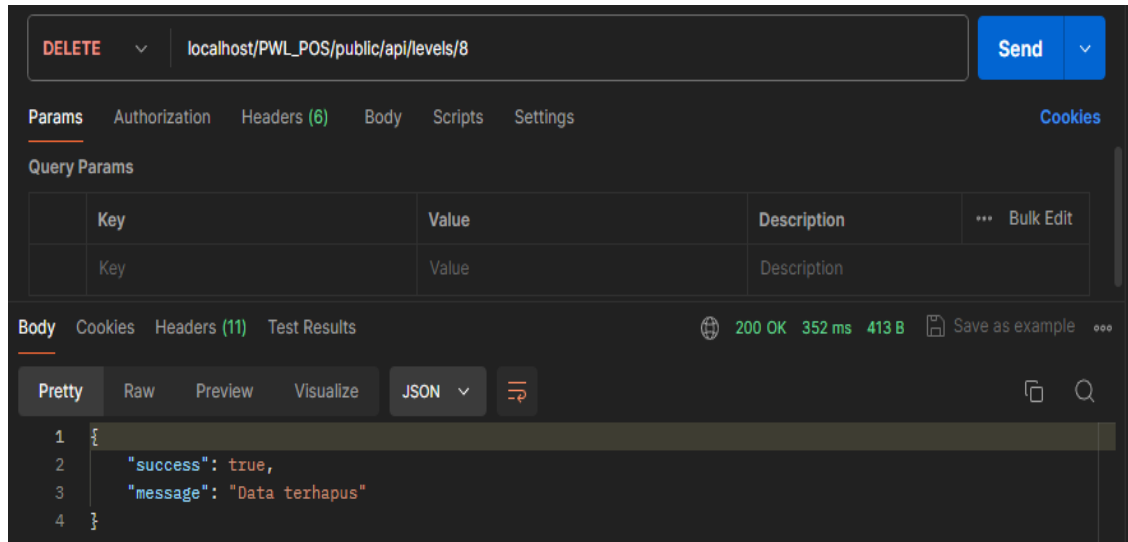 DELETE localhost/PWL_POS/public/api/levels/8 Send
Params Authorization Headers (6) Body Scripts Settings Cookies
Query Params
Key Value Description Bulk Edit
Key Value Description
Body Cookies Headers (11) Test Results 200 OK 352 ms 413 B Save as example
Pretty Raw Preview Visualize JSON
1 {
2 "success": true,
3 "message": "Data terhapus"
4 }